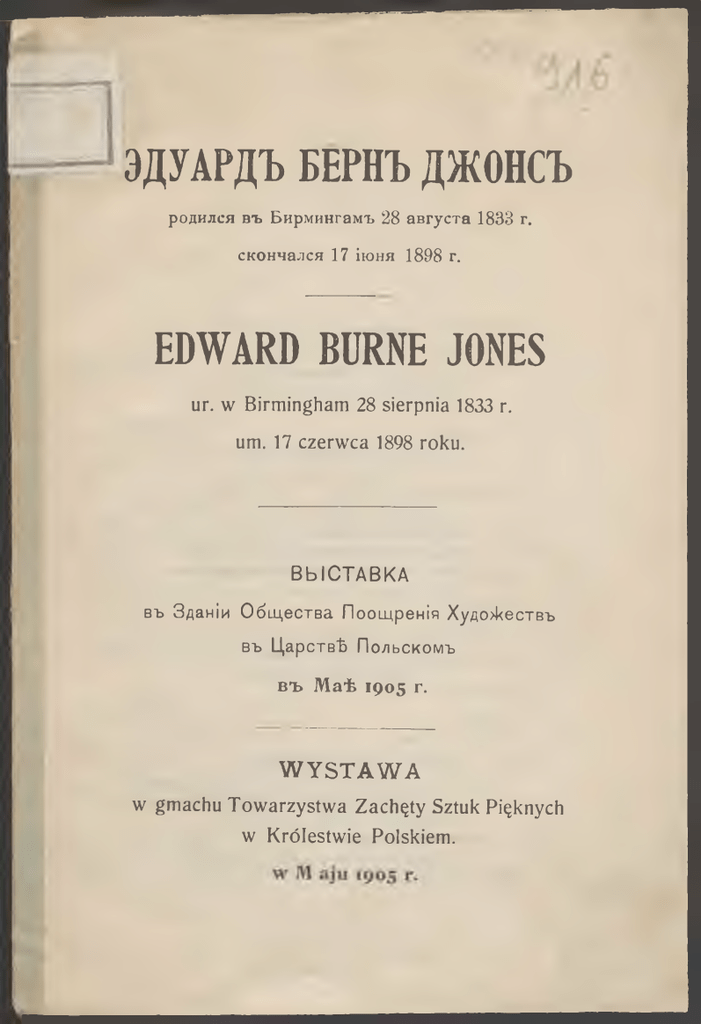 916
ЭДУАРДЪ БЕРНЪ ДЖОНСЪ
родился въ Бирмингамъ 28 августа 1833 г.
скончался 17 іюня 1898 г.
EDWARD BURNE JONES
ur. w Birmingham 28 sierpnia 1833 r.
um. 17 czerwca 1898 roku.
ВЫСТАВКА
въ Зданіи Общества Поощренія Художествъ
въ Царствѣ Польскомъ
въ Маѣ 1905 г.
WYSTAWA
w gmachu Towarzystwa Zachęty Sztuk Pięknych
w Królestwie Polskiem.
w M aju 1905 r.